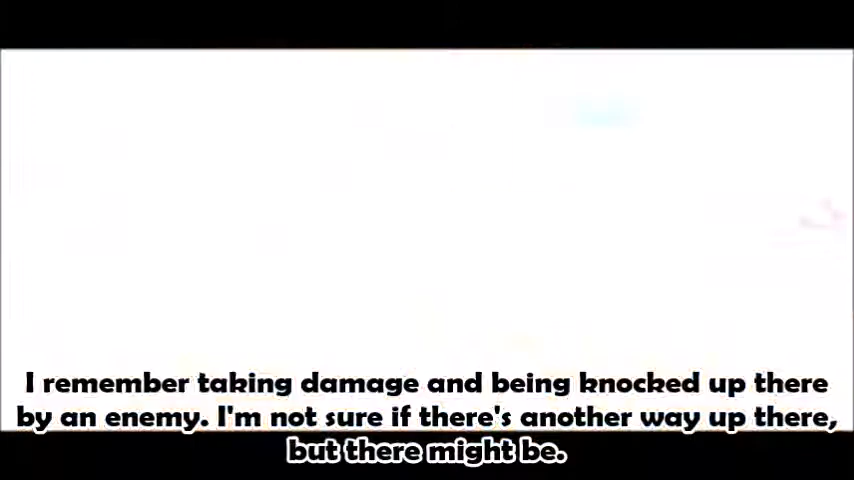 I remember taking damage and being knocked up there
by an enemy. I'm not sure if there's another way up there,
but there might be.